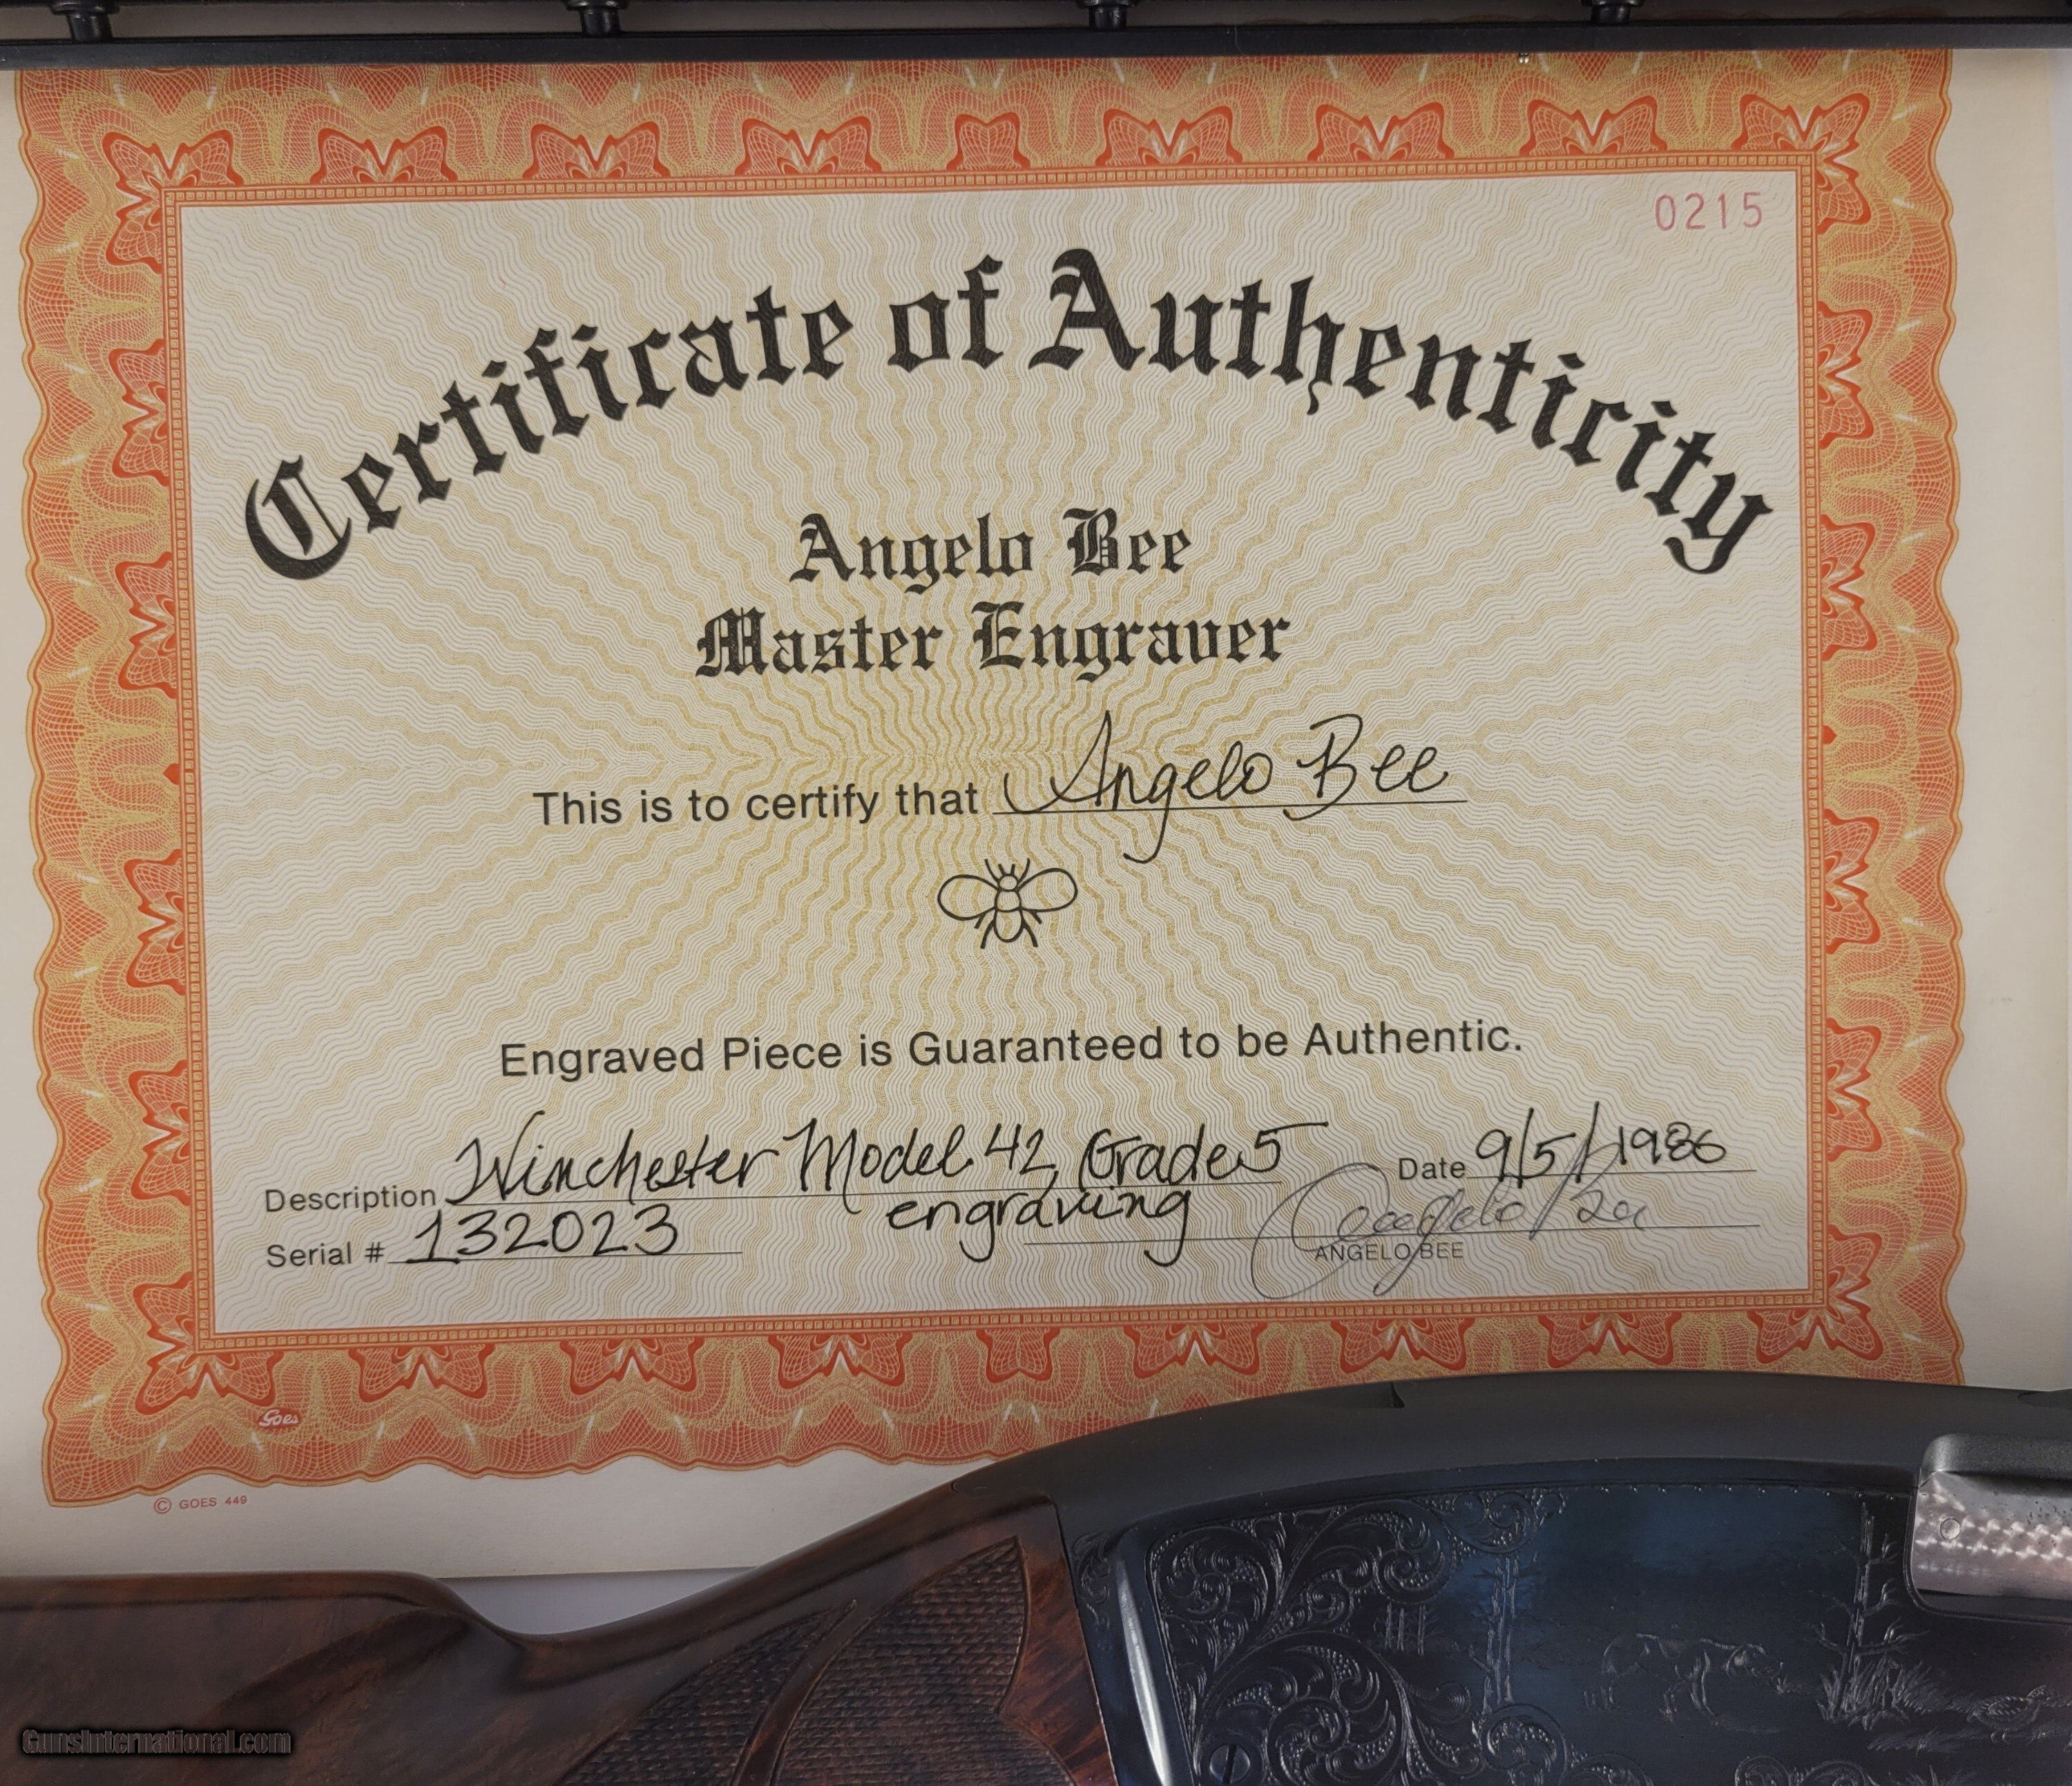 0215
Certificate of Authenticity
Angelo Bee
Master Engraver
This is to certify that Angelo Bee
Engraved Piece is Guaranteed to be Authentic.
Description Winchester Model 42, Grade 5 Date 9/5/1986
engraving Angelo Bee
Serial # 132023 ANGELO BEE
Goes
© GOES 449
GunsInternational.com